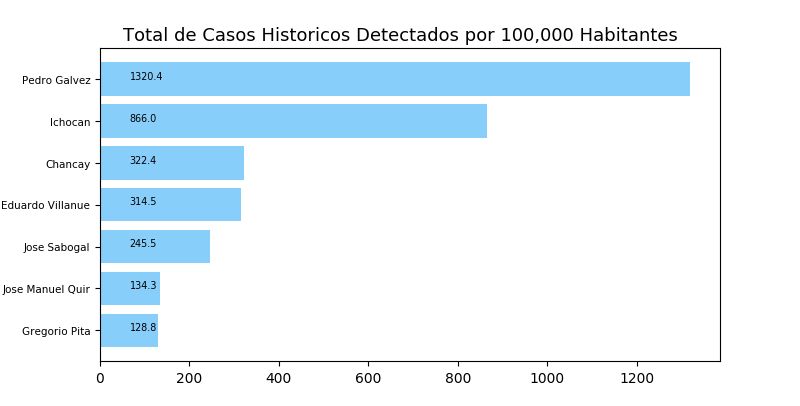 Total de Casos Historicos Detectados por 100,000 Habitantes
Pedro Galvez 1320.4
Ichocan 866.0
Chancay 322.4
Eduardo Villanue 314.5
Jose Sabogal 245.5
Jose Manuel Quir 134.3
Gregorio Pita 128.8
0 200 400 600 800 1000 1200